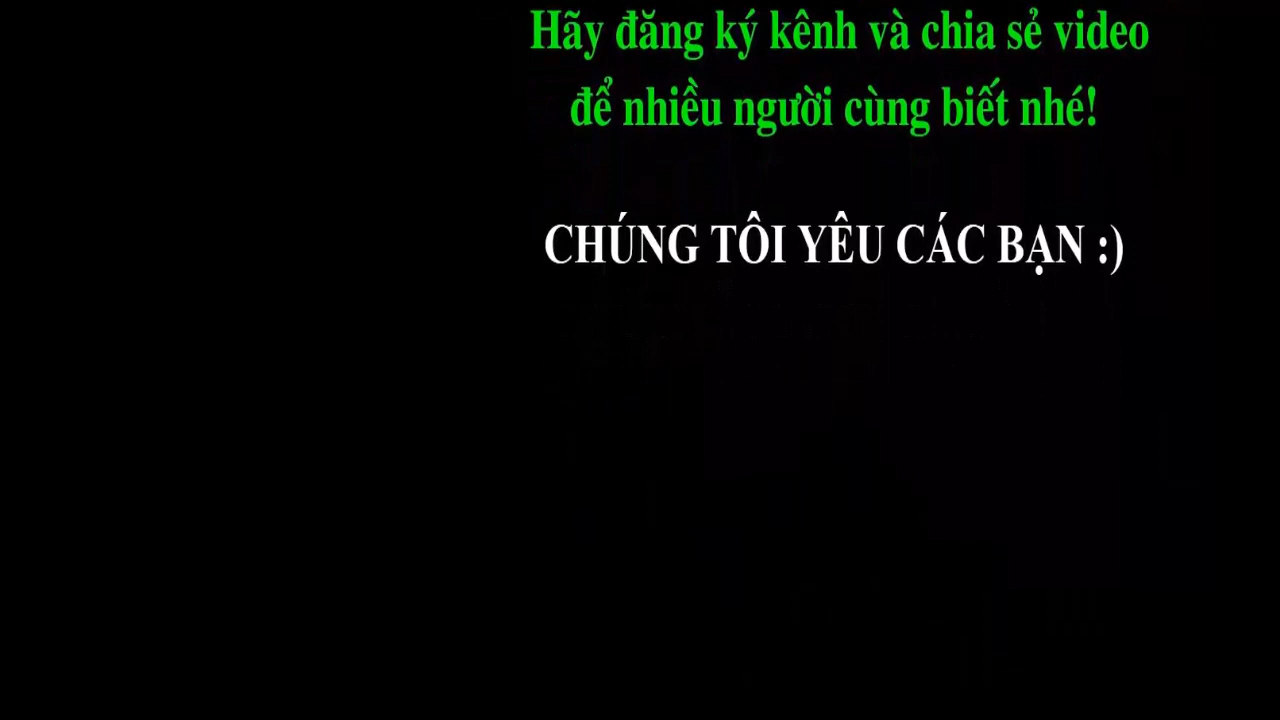 Hãy đăng ký kênh và chia sẻ video
để nhiều người cùng biết nhé!
CHÚNG TÔI YÊU CÁC BẠN :)